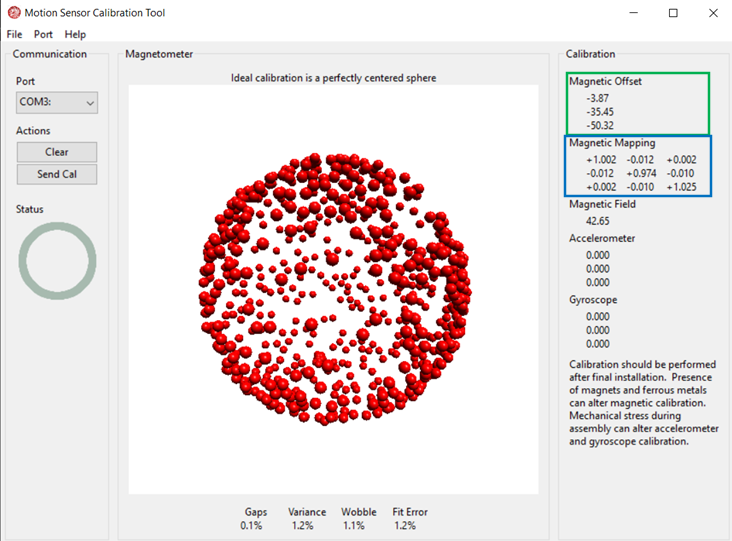 Motion Sensor Calibration Tool
File Port Help
Communication
Port
COM3:
Actions
Clear
Send Cal
Status
Magnetometer
Ideal calibration is a perfectly centered sphere
Gaps Variance Wobble Fit Error
0.1% 1.2% 1.1% 1.2%
Calibration
Magnetic Offset
-3.87
-35.45
-50.32
Magnetic Mapping
+1.002 -0.012 +0.002
-0.012 +0.974 -0.010
+0.002 -0.010 +1.025
Magnetic Field
42.65
Accelerometer
0.000
0.000
0.000
Gyroscope
0.000
0.000
0.000
Calibration should be performed
after final installation. Presence
of magnets and ferrous metals
can alter magnetic calibration.
Mechanical stress during
assembly can alter accelerometer
and gyroscope calibration.